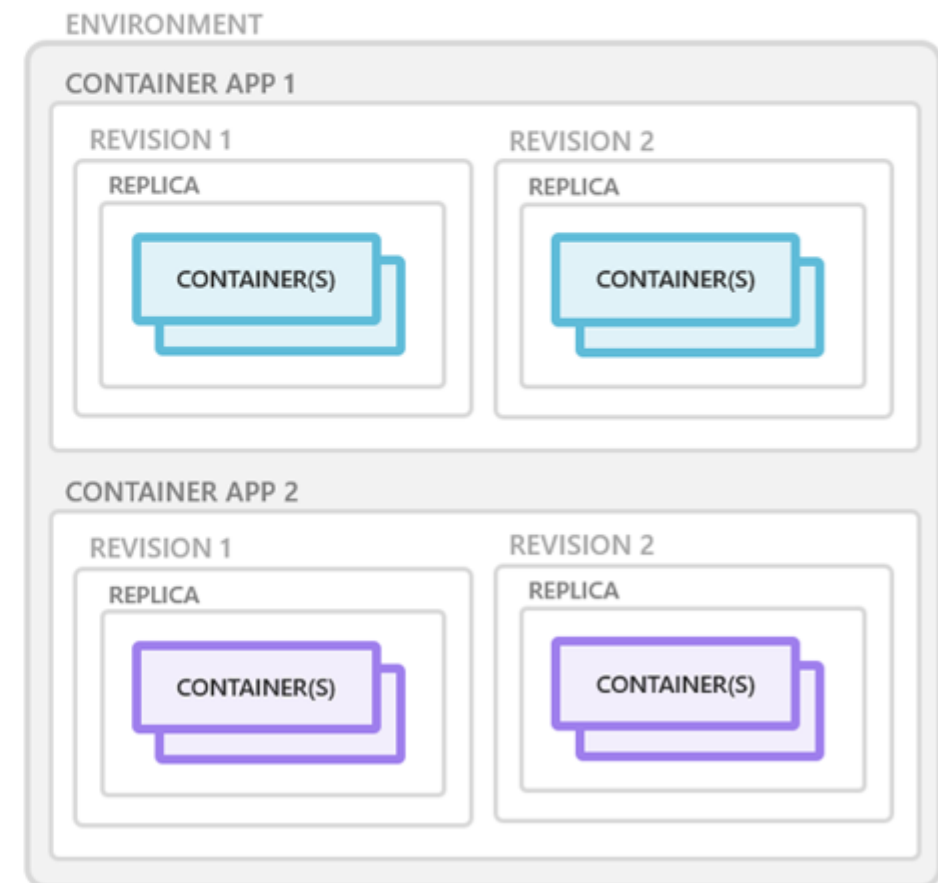 ENVIRONMENT
CONTAINER APP 1
REVISION 1
REVISION 2
REPLICA
REPLICA
CONTAINER(S)
CONTAINER(S)
CONTAINER APP 2
REVISION 1
REVISION 2
REPLICA
REPLICA
CONTAINER(S)
CONTAINER(S)